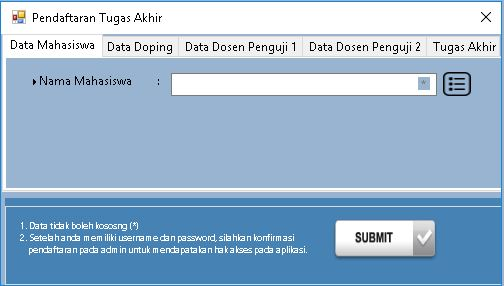 Pendaftaran Tugas Akhir
Data Mahasiswa Data Doping Data Dosen Penguji 1 Data Dosen Penguji 2 Tugas Akhir
Nama Mahasiswa : *
1. Data tidak boleh kososng (*)
2. Setelah anda memiliki username dan password, silahkan konfirmasi
pendaftaran pada admin untuk mendapatakan hak akses pada aplikasi.
SUBMIT